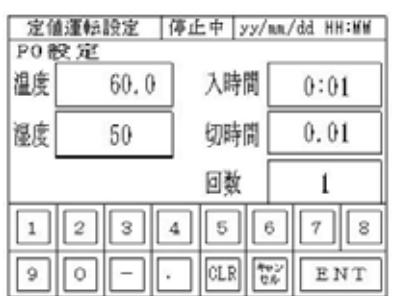 定値運転設定 停止中 yy/mm/dd HH:MM
PO設定
温度 60.0 入時間 0:01
湿度 50 切時間 0.01
回数 1
1 2 3 4 5 6 7 8
9 0 - . CLR キャンセル ENT